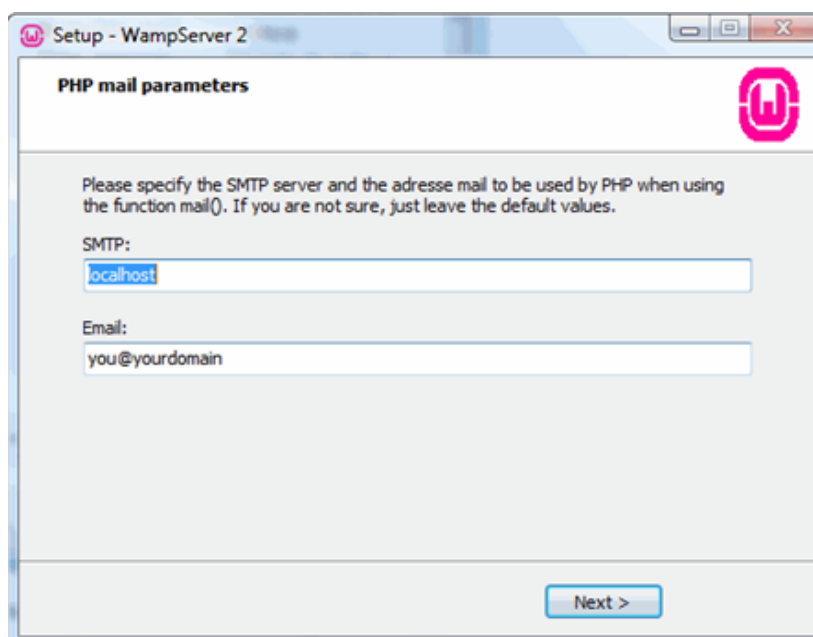 Setup - WampServer 2
PHP mail parameters
Please specify the SMTP server and the adresse mail to be used by PHP when using
the function mail(). If you are not sure, just leave the default values.
SMTP:
localhost
Email:
you@yourdomain
Next >